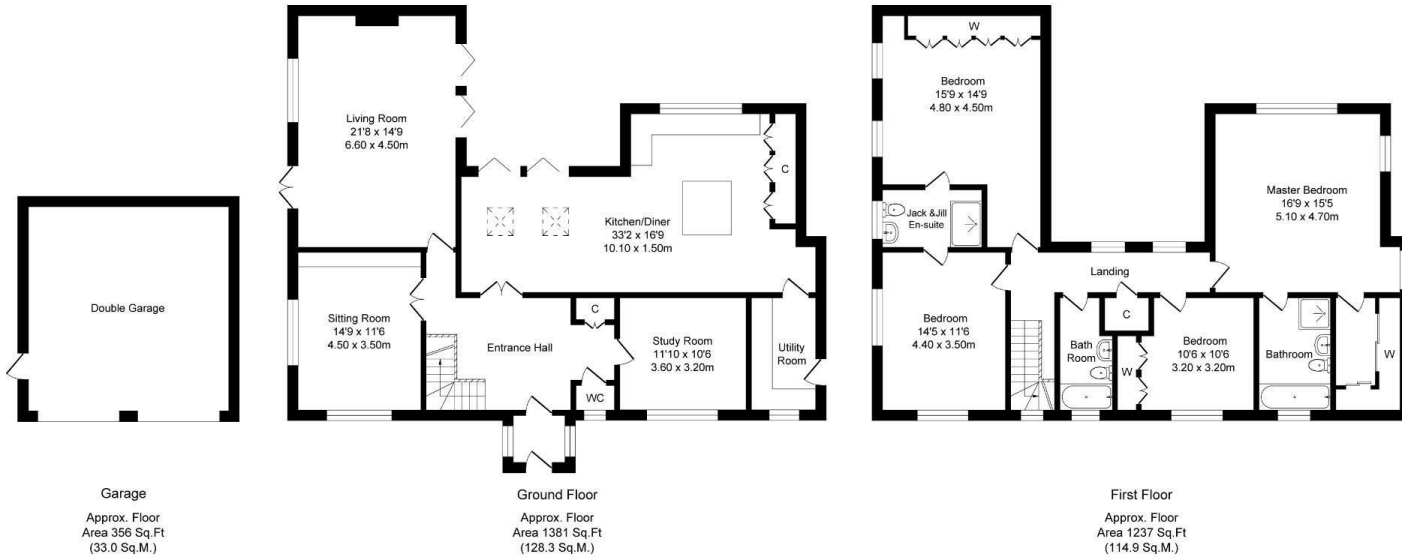 Double Garage
Garage
Approx. Floor
Area 356 Sq.Ft
(33.0 Sq.M.)
Living Room
21'8 x 14'9
6.60 x 4.50m
Kitchen/Diner
33'2 x 16'9
10.10 x 1.50m
C
Sitting Room
14'9 x 11'6
4.50 x 3.50m
Entrance Hall
C
WC
Study Room
11'10 x 10'6
3.60 x 3.20m
Utility
Room
Ground Floor
Approx. Floor
Area 1381 Sq.Ft
(128.3 Sq.M.)
W
Bedroom
15'9 x 14'9
4.80 x 4.50m
Jack &Jill
En-suite
Master Bedroom
16'9 x 15'5
5.10 x 4.70m
Landing
Bedroom
14'5 x 11'6
4.40 x 3.50m
Bath
Room
C
W
Bedroom
10'6 x 10'6
3.20 x 3.20m
Bathroom
W
First Floor
Approx. Floor
Area 1237 Sq.Ft
(114.9 Sq.M.)